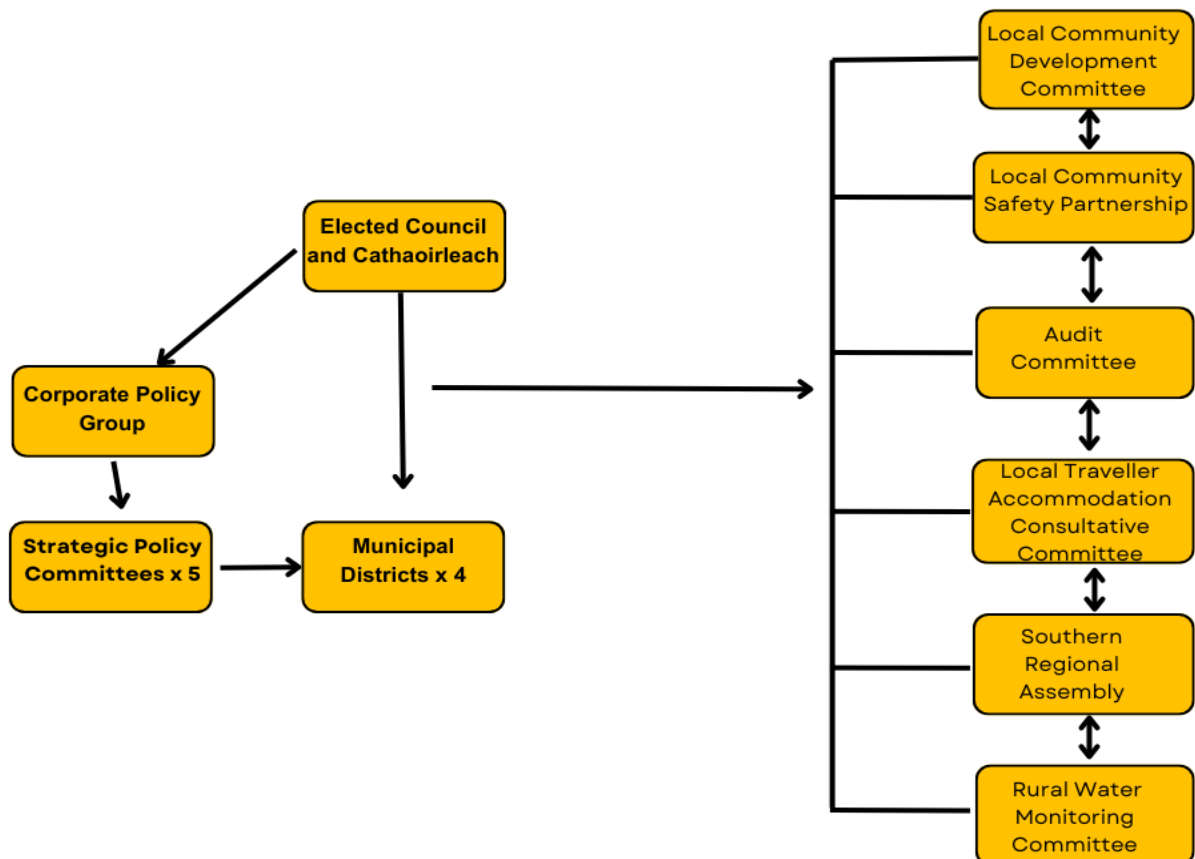 Elected Council
and Cathaoirleach
Corporate Policy
Group
Strategic Policy
Committees x 5
Municipal
Districts x 4
Local Community
Development
Committee
Local Community
Safety Partnership
Audit
Committee
Local Traveller
Accommodation
Consultative
Committee
Southern
Regional
Assembly
Rural Water
Monitoring
Committee